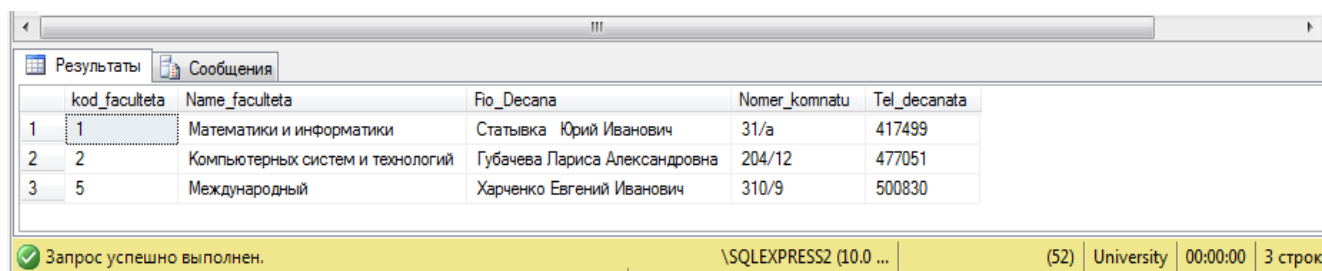 Результаты Сообщения
kod_faculteta Name_faculteta Fio_Decana Nomer_komnatu Tel_decanata
1 1 Математики и информатики Статывка Юрий Иванович 31/а 417499
2 2 Компьютерных систем и технологий Губачева Лариса Александровна 204/12 477051
3 5 Международный Харченко Евгений Иванович 310/9 500830
Запрос успешно выполнен. \SQLEXPRESS2 (10.0 ... (52) University 00:00:00 3 строк